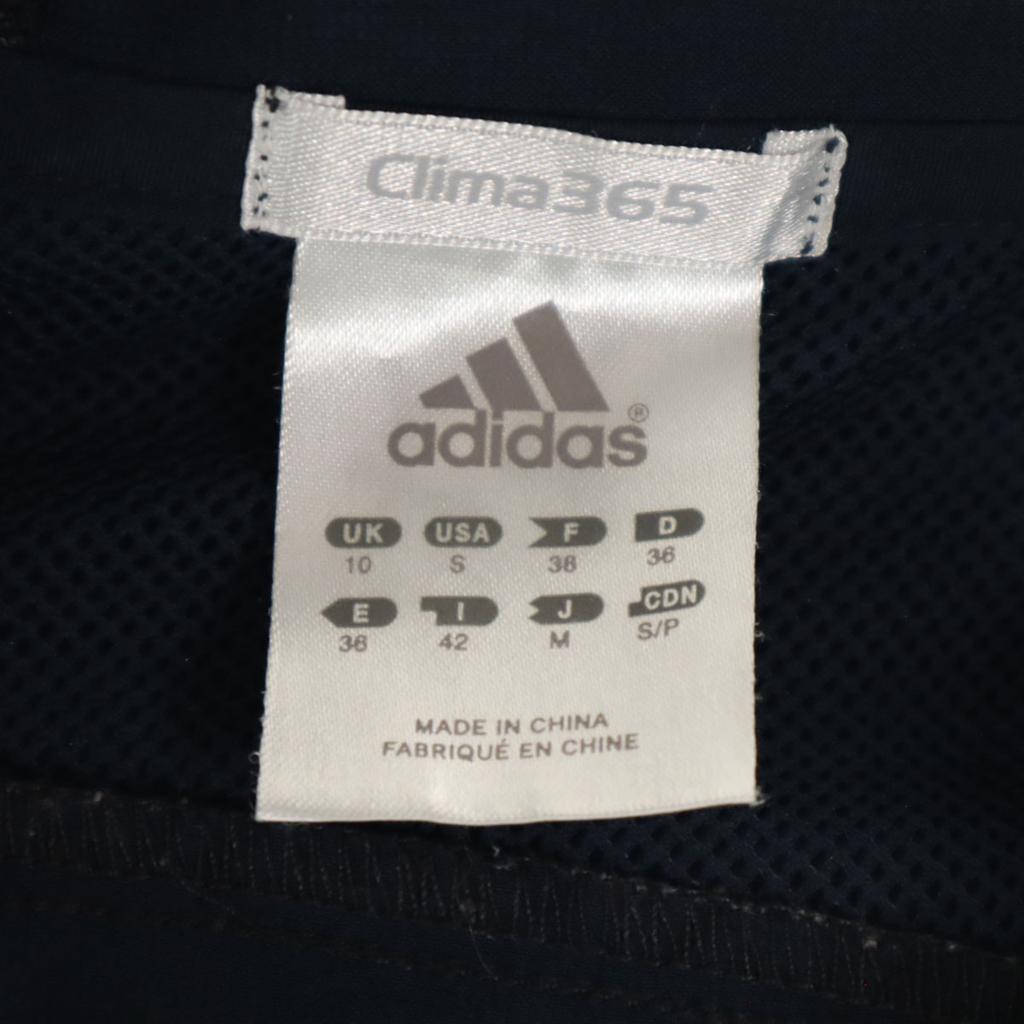 Clima365
adidas®
UK USA F D
10 S 38 36
E I J CDN
36 42 M S/P
MADE IN CHINA
FABRIQUÉ EN CHINE